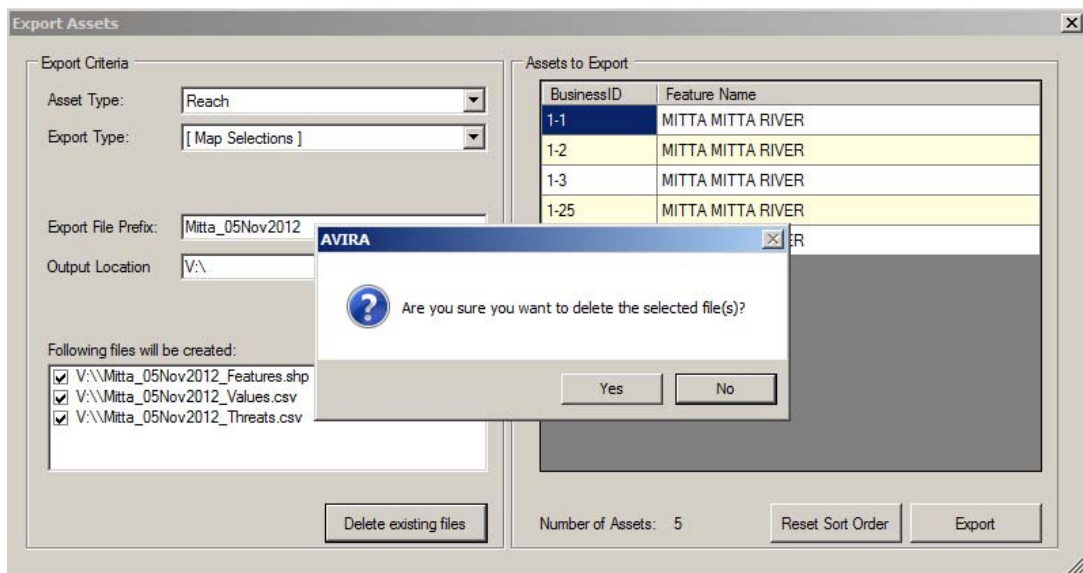 Export Assets
Export Criteria
Asset Type: Reach
Export Type: [ Map Selections ]
Export File Prefix: Mitta_05Nov2012
Output Location V:\
Following files will be created:
V:\\Mitta_05Nov2012_Features.shp
V:\\Mitta_05Nov2012_Values.csv
V:\\Mitta_05Nov2012_Threats.csv
Delete existing files
Assets to Export
BusinessID Feature Name
1-1 MITTA MITTA RIVER
1-2 MITTA MITTA RIVER
1-3 MITTA MITTA RIVER
1-25 MITTA MITTA RIVER
ER
AVIRA
Are you sure you want to delete the selected file(s)?
Yes No
Number of Assets: 5 Reset Sort Order Export